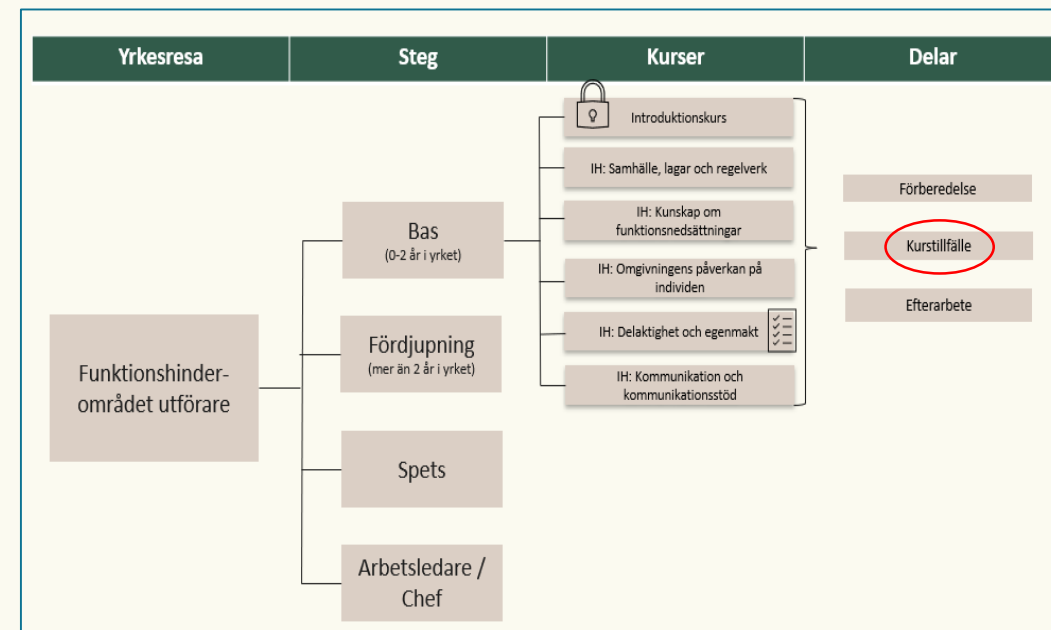 Yrkesresa
Steg
Kurser
Delar
Funktionshinder-
området utförare
Bas
(0-2 år i yrket)
Fördjupning
(mer än 2 år i yrket)
Spets
Arbetsledare /
Chef
Introduktionskurs
IH: Samhälle, lagar och regelverk
IH: Kunskap om
funktionsnedsättningar
IH: Omgivningens påverkan på
individen
IH: Delaktighet och egenmakt
IH: Kommunikation och
kommunikationsstöd
Förberedelse
Kurstillfälle
Efterarbete